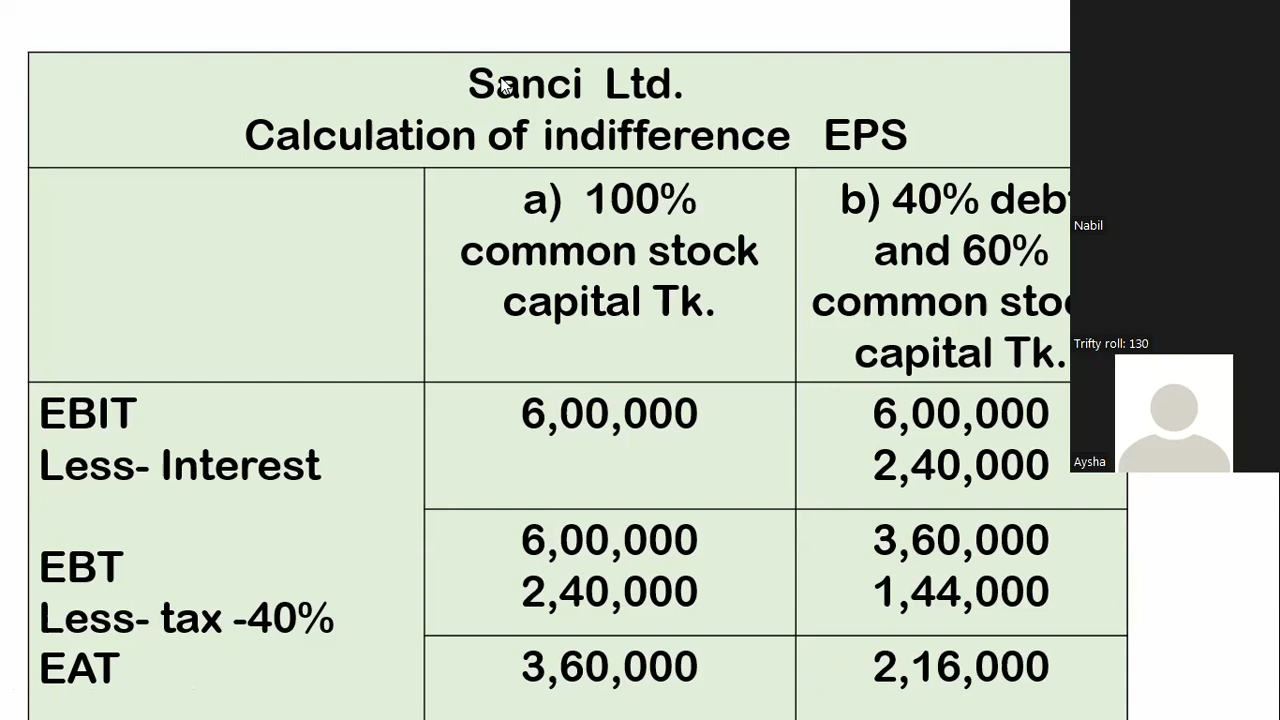 Sanci Ltd.
Calculation of indifference EPS
a) 100%
common stock
capital Tk.
b) 40% debt
and 60%
common
capital Tk.
EBIT 6,00,000 6,00,000
Less- Interest 2,40,000
EBT 6,00,000 3,60,000
Less- tax -40% 2,40,000 1,44,000
EAT 3,60,000 2,16,000
Nabil
Trifty roll: 130
Aysha